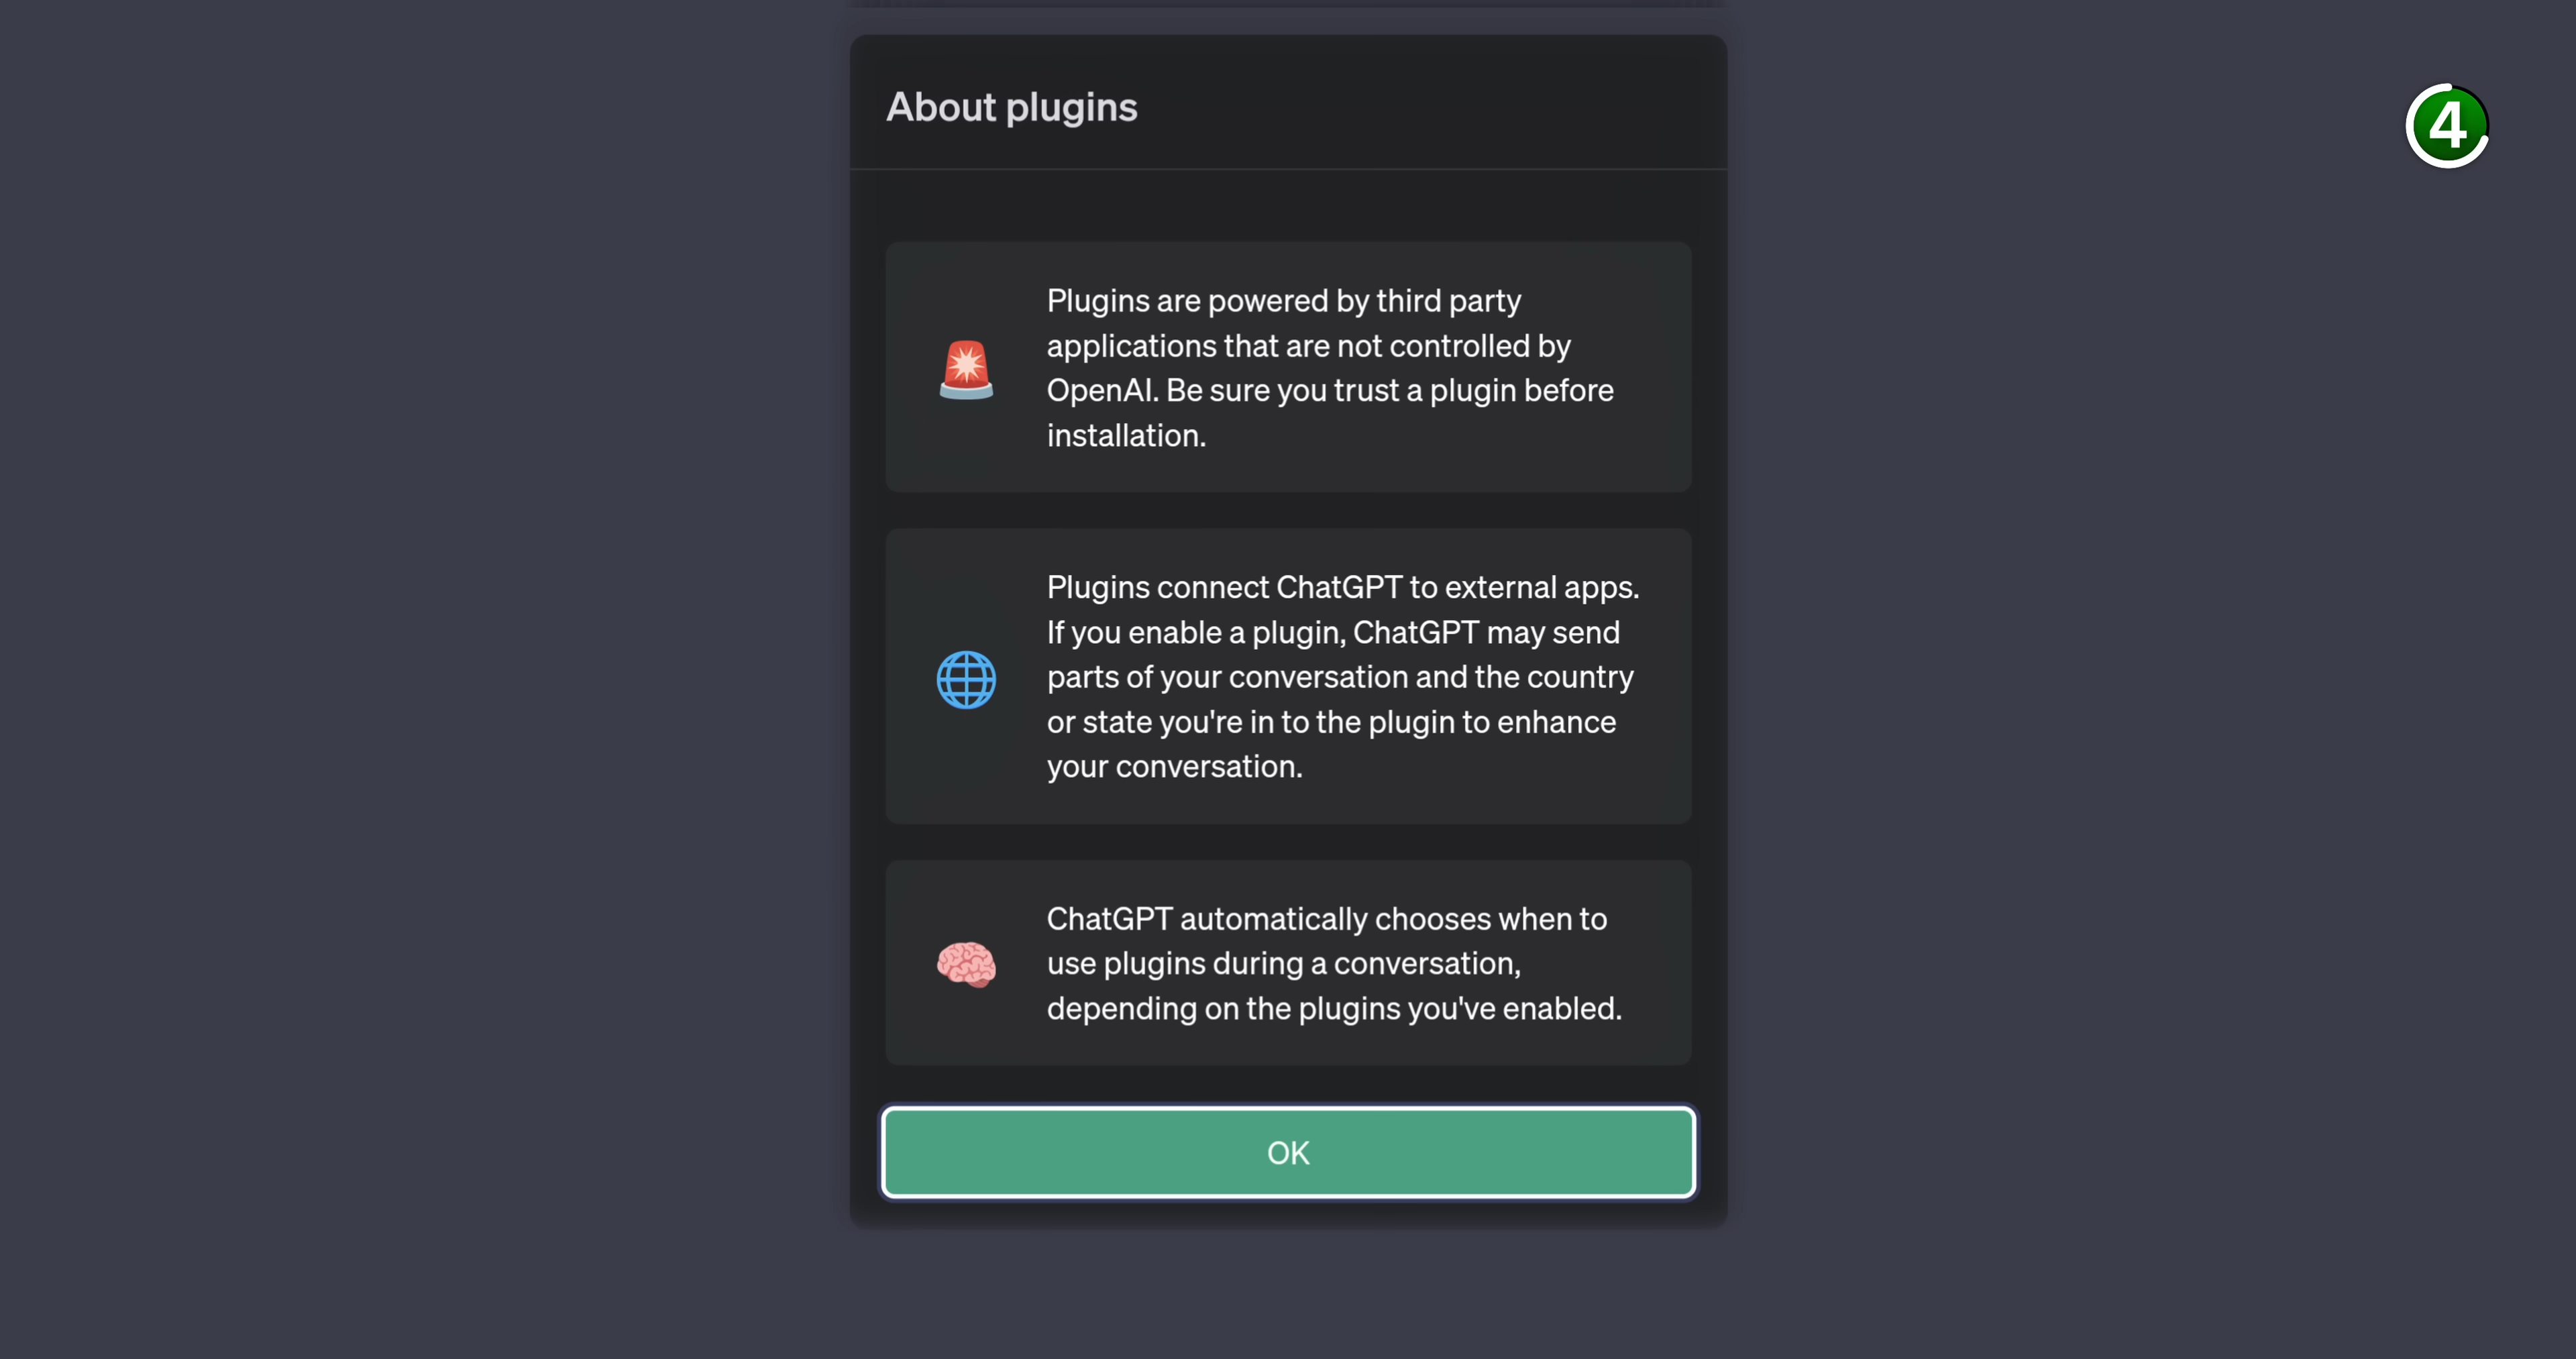 About plugins
4
Plugins are powered by third party
applications that are not controlled by
OpenAI. Be sure you trust a plugin before
installation.
Plugins connect ChatGPT to external apps.
If you enable a plugin, ChatGPT may send
parts of your conversation and the country
or state you're in to the plugin to enhance
your conversation.
ChatGPT automatically chooses when to
use plugins during a conversation,
depending on the plugins you've enabled.
OK